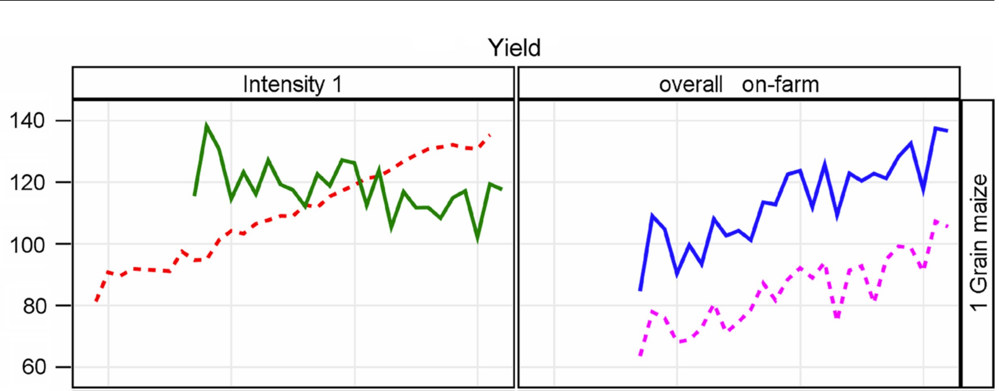 Yield
Intensity 1
overall on-farm
140
120
100
80
60
1 Grain maize